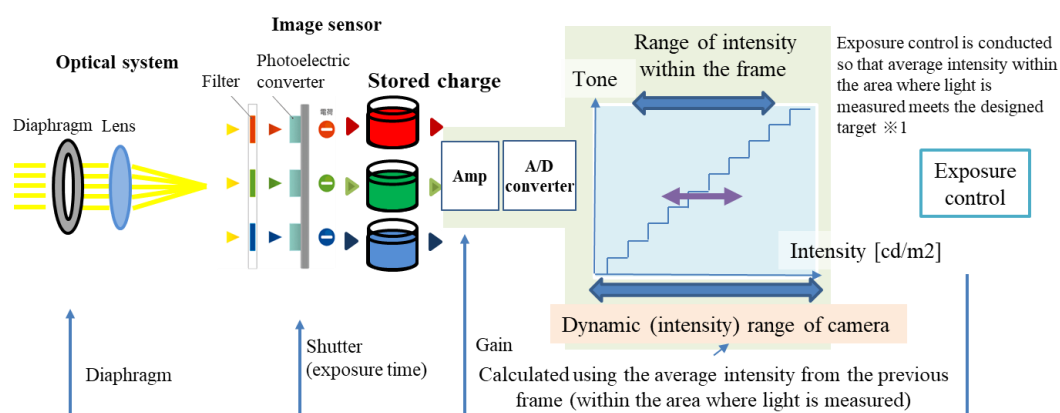 Image sensor
Optical system
Photoelectric
converter
Filter
Stored charge
Diaphragm
Lens
電荷
Amp
A/D
converter
Range of intensity
within the frame
Tone
Intensity [cd/m2]
Dynamic (intensity) range of camera
Exposure control is conducted
so that average intensity within
the area where light is
measured meets the designed
target ※1
Exposure
control
Diaphragm
Shutter
(exposure time)
Gain
Calculated using the average intensity from the previous
frame (within the area where light is measured)